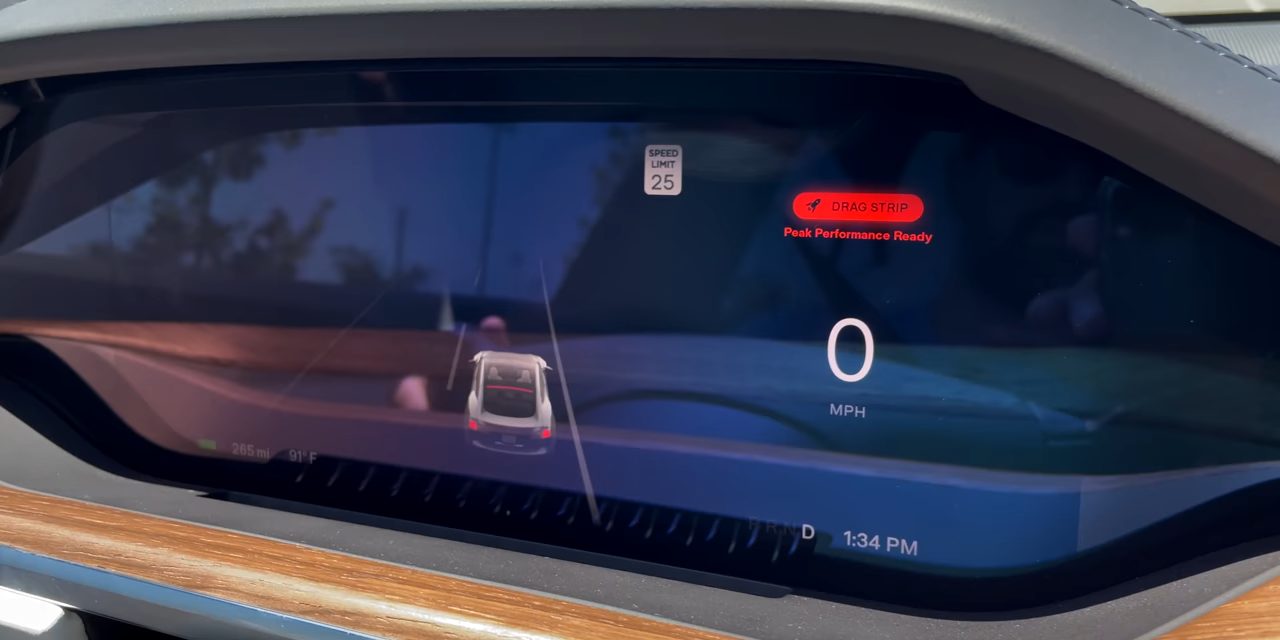 SPEED
LIMIT
25
DRAG STRIP
Peak Performance Ready
0
MPH
265 mi 91°F
P R N D 1:34 PM